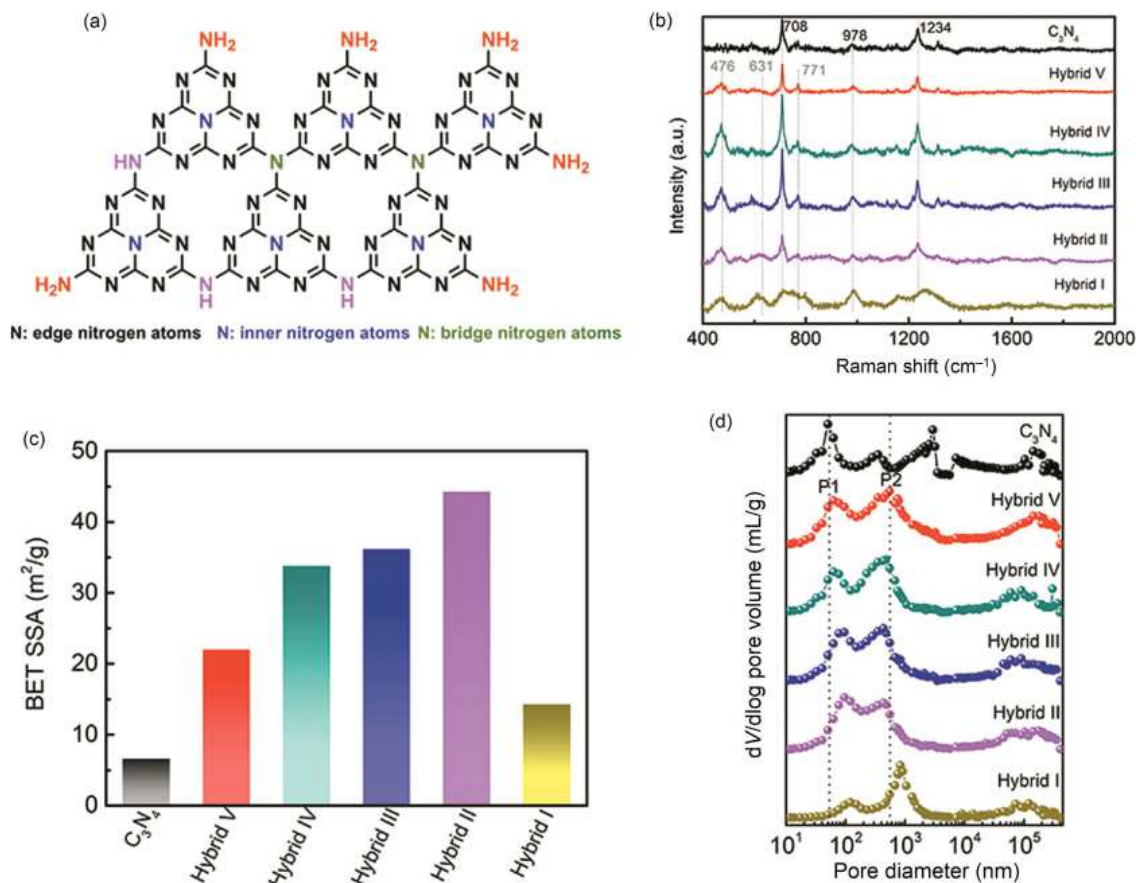 (a)
NH₂ NH₂ NH₂
N N N N N N
N N N N N N N N N
N N N N N N N N N
HN N N NH₂
N N N N N N
N N N N N N N N N
N N N N N N N N N
H₂N N N NH₂
H H
N: edge nitrogen atoms N: inner nitrogen atoms N: bridge nitrogen atoms
(b)
708 978 1234 C₃N₄
476 631 771 Hybrid V
Hybrid IV
Hybrid III
Hybrid II
Hybrid I
Intensity (a.u.)
400 800 1200 1600 2000
Raman shift (cm⁻¹)
(c)
50
40
30
20
10
0
BET SSA (m²/g)
C₃N₄ Hybrid V Hybrid IV Hybrid III Hybrid II Hybrid I
(d)
C₃N₄
P1 P2
Hybrid V
Hybrid IV
Hybrid III
Hybrid II
Hybrid I
dV/dlog pore volume (mL/g)
10¹ 10² 10³ 10⁴ 10⁵
Pore diameter (nm)